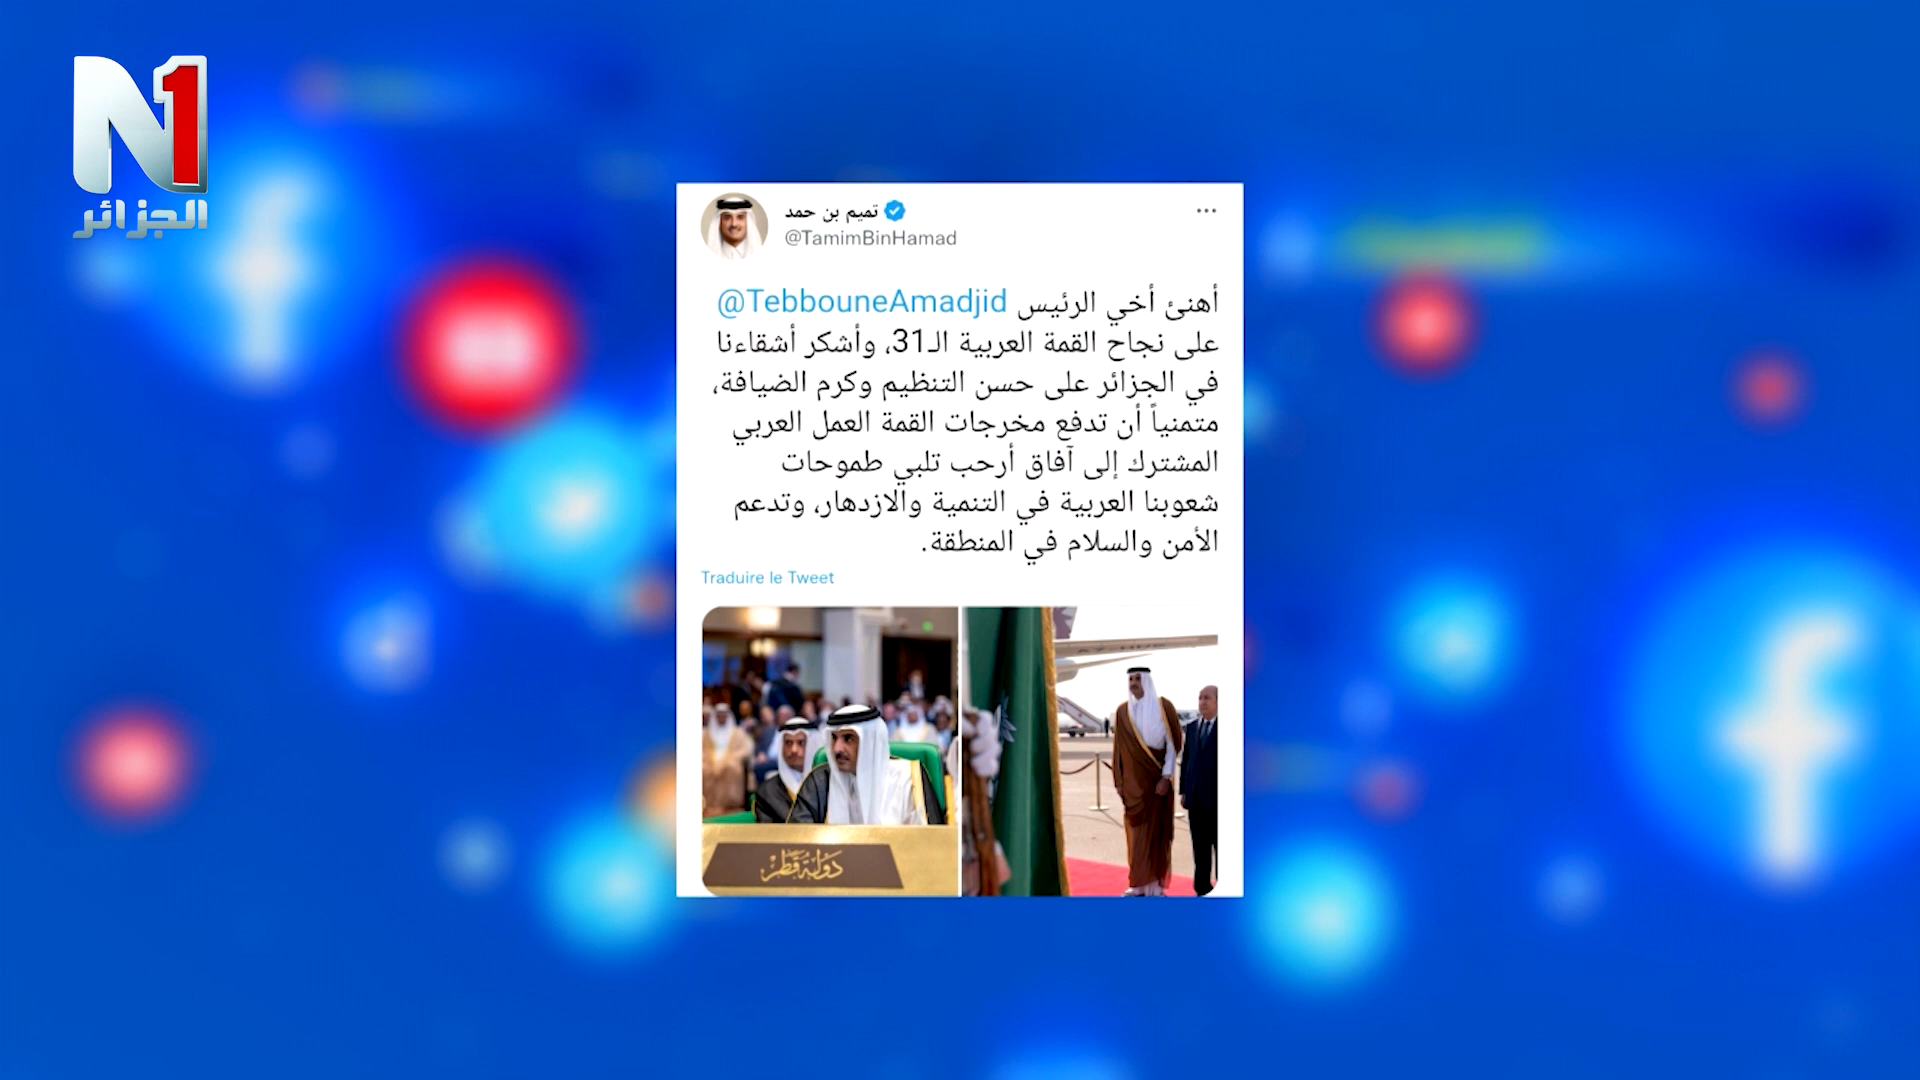 N1
الجزائر
تميم بن حمد
@TamimBinHamad
أهنئ أخي الرئيس @TebbouneAmadjid
على نجاح القمة العربية الـ31، وأشكر أشقاءنا
في الجزائر على حسن التنظيم وكرم الضيافة،
متمنياً أن تدفع مخرجات القمة العمل العربي
المشترك إلى آفاق أرحب تلبي طموحات
شعوبنا العربية في التنمية والازدهار، وتدعم
الأمن والسلام في المنطقة.
Traduire le Tweet
دَولة قَطر